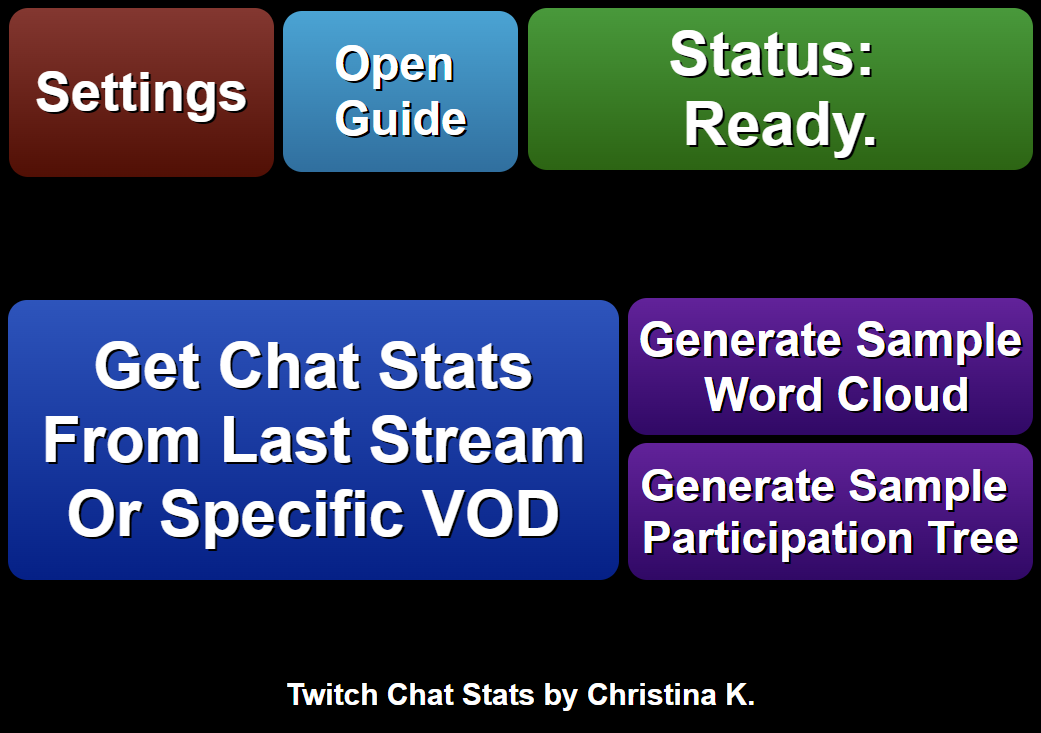 Settings
Open
Guide
Status:
Ready.
Get Chat Stats
From Last Stream
Or Specific VOD
Generate Sample
Word Cloud
Generate Sample
Participation Tree
Twitch Chat Stats by Christina K.